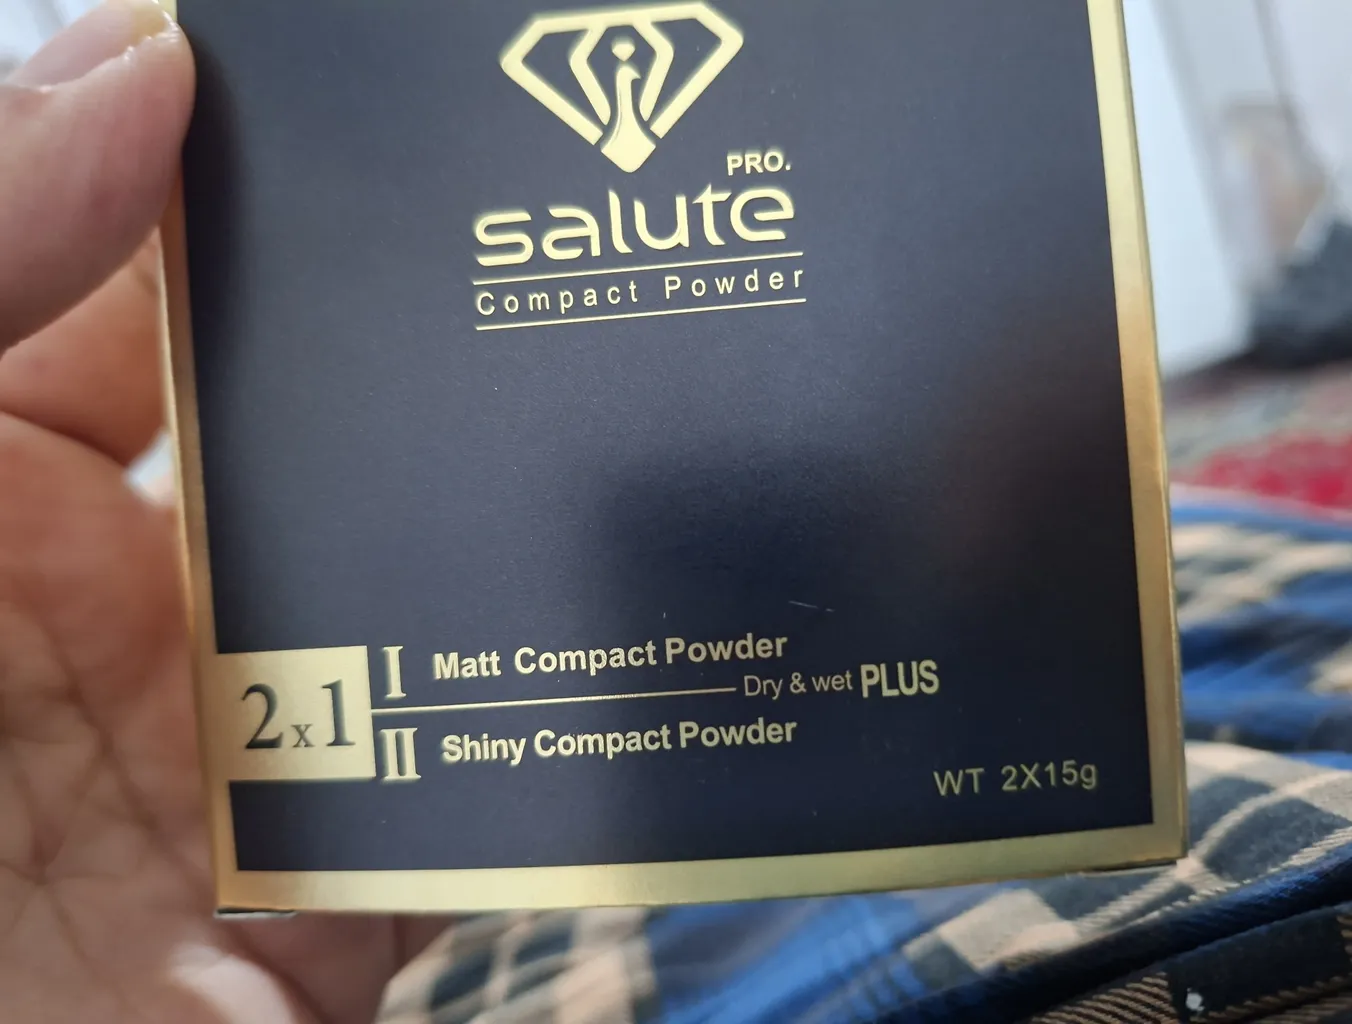 PRO.
salute
Compact Powder
2x1
I Matt Compact Powder
Dry & wet PLUS
II Shiny Compact Powder
WT 2X15g